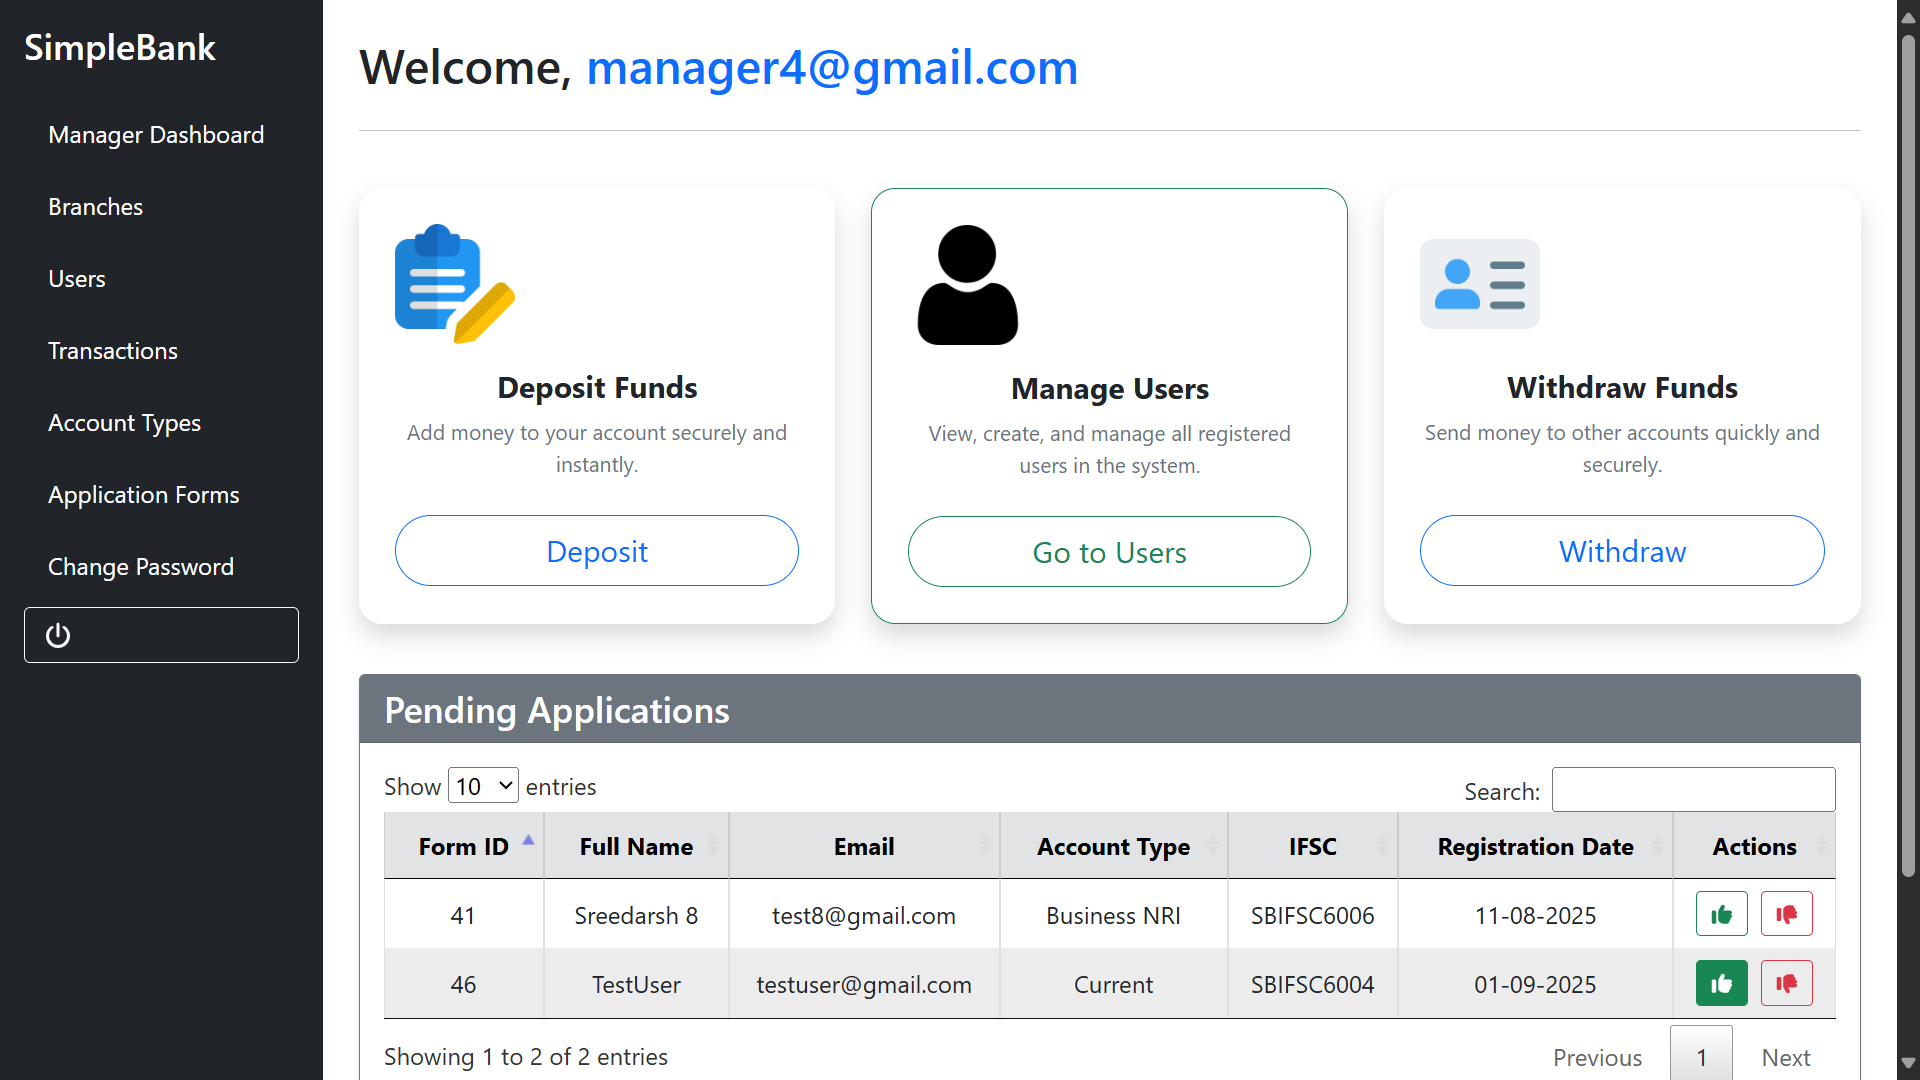 SimpleBank
Manager Dashboard
Branches
Users
Transactions
Account Types
Application Forms
Change Password
Welcome, manager4@gmail.com
Deposit Funds
Add money to your account securely and
instantly.
Deposit
Manage Users
View, create, and manage all registered
users in the system.
Go to Users
Withdraw Funds
Send money to other accounts quickly and
securely.
Withdraw
Pending Applications
Show 10 entries
Search:
Form ID Full Name Email Account Type IFSC Registration Date Actions
41 Sreedarsh 8 test8@gmail.com Business NRI SBIFSC6006 11-08-2025
46 TestUser testuser@gmail.com Current SBIFSC6004 01-09-2025
Showing 1 to 2 of 2 entries
Previous 1 Next